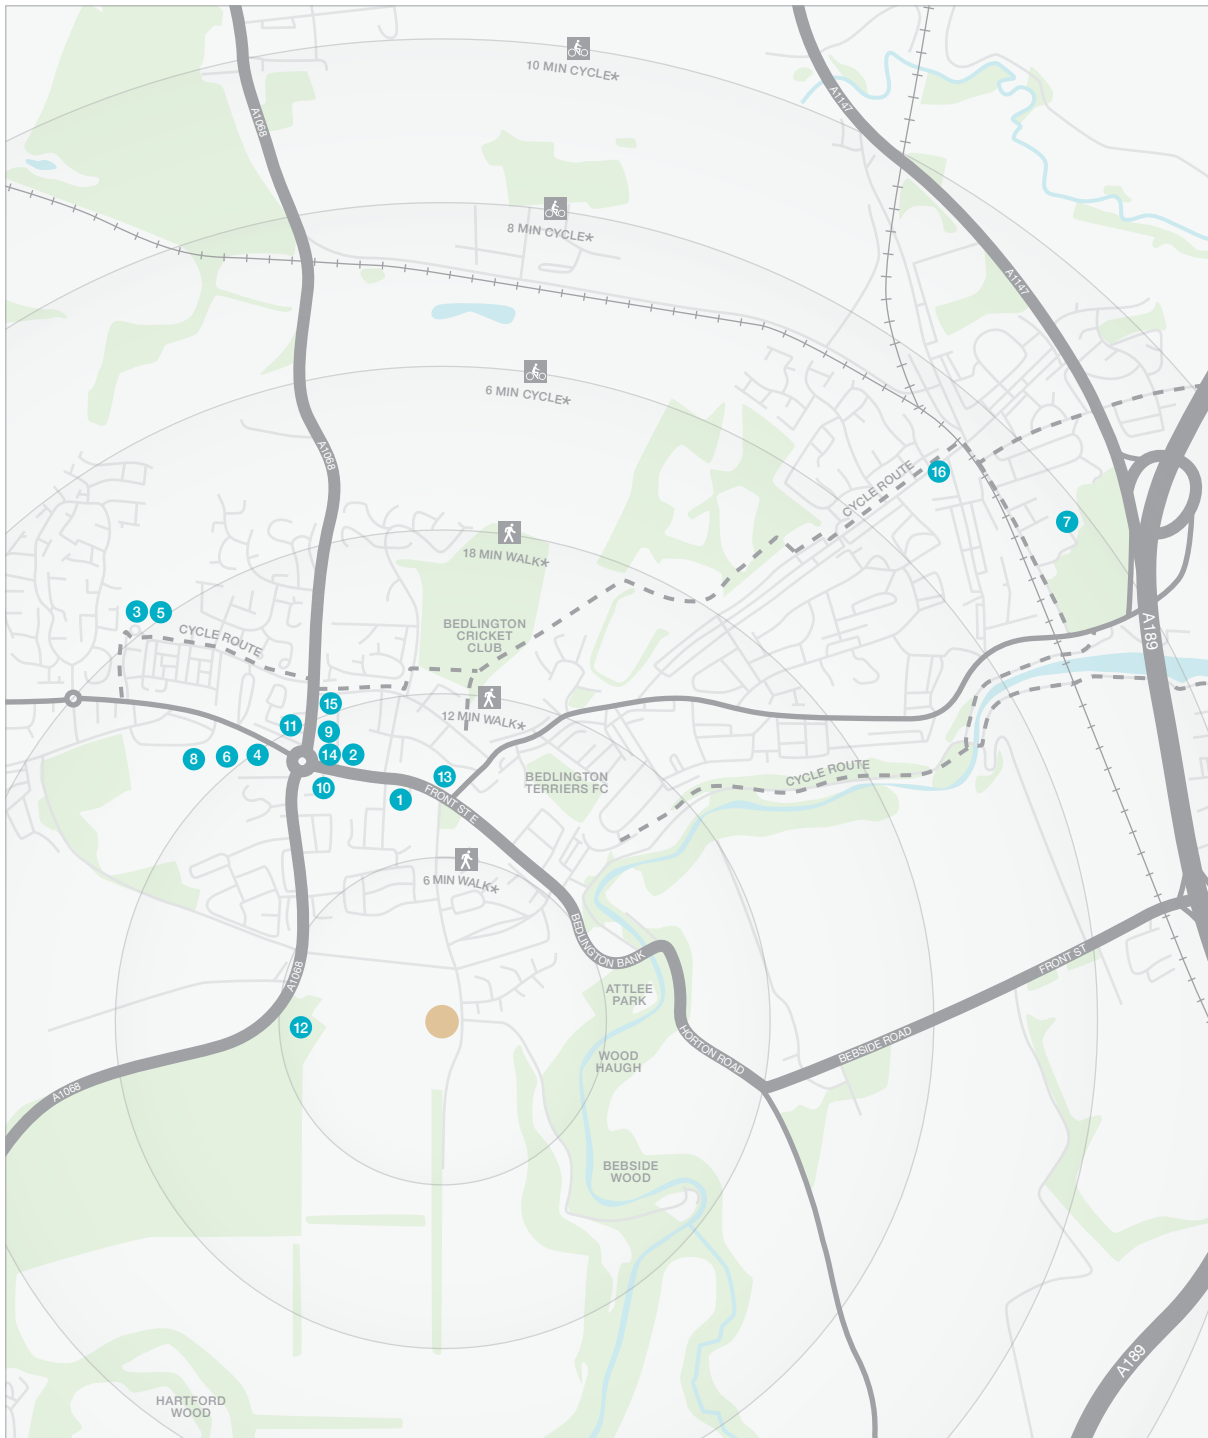 10 MIN CYCLE*
A1147
A1068
8 MIN CYCLE*
A1147
6 MIN CYCLE*
A1068
CYCLE ROUTE
16
7
18 MIN WALK*
3
5
CYCLE ROUTE
BEDLINGTON
CRICKET
CLUB
A189
12 MIN WALK*
15
11
9
8
6
4
14
2
13
10
1
FRONT ST E
BEDLINGTON
TERRIERS FC
CYCLE ROUTE
6 MIN WALK*
BEDLINGTON BANK
FRONT ST
A1068
ATTLEE
PARK
12
HORTON ROAD
BEBSIDE ROAD
WOOD
HAUGH
A1068
BEBSIDE
WOOD
A189
HARTFORD
WOOD